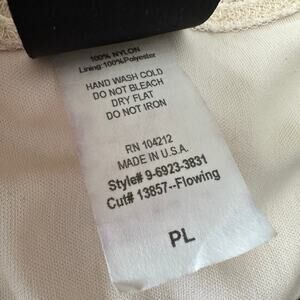 100% NYLON
Lining:100%Polyester
HAND WASH COLD
DO NOT BLEACH
DRY FLAT
DO NOT IRON
RN 104212
MADE IN U.S.A.
Style# 9-6923-3831
Cut# 13857--Flowing
PL